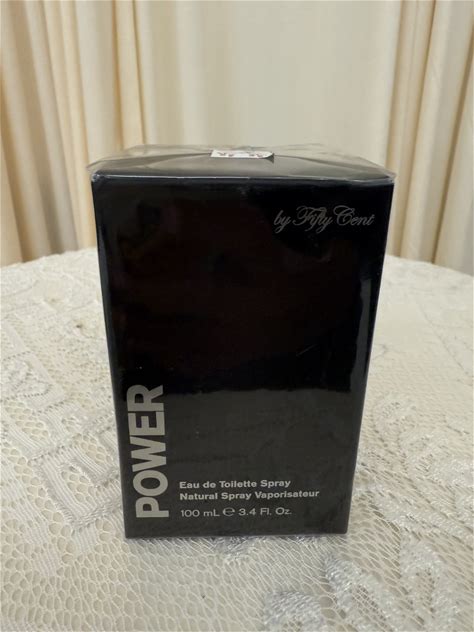 by Fifty Cent
POWER
Eau de Toilette Spray
Natural Spray Vaporisateur
100 mL ℮ 3.4 Fl. Oz.